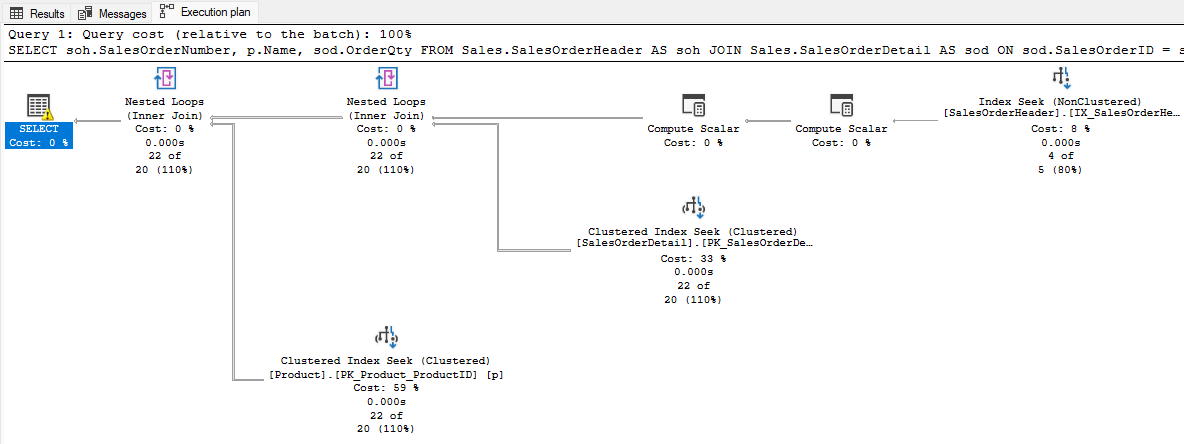 Results Messages Execution plan
Query 1: Query cost (relative to the batch): 100%
SELECT soh.SalesOrderNumber, p.Name, sod.OrderQty FROM Sales.SalesOrderHeader AS soh JOIN Sales.SalesOrderDetail AS sod ON sod.SalesOrderID = s
SELECT
Cost: 0 %
Nested Loops
(Inner Join)
Cost: 0 %
0.000s
22 of
20 (110%)
Nested Loops
(Inner Join)
Cost: 0 %
0.000s
22 of
20 (110%)
Compute Scalar
Cost: 0 %
Compute Scalar
Cost: 0 %
Index Seek (NonClustered)
[SalesOrderHeader].[IX_SalesOrderHe…
Cost: 8 %
0.000s
4 of
5 (80%)
Clustered Index Seek (Clustered)
[SalesOrderDetail].[PK_SalesOrderDe…
Cost: 33 %
0.000s
22 of
20 (110%)
Clustered Index Seek (Clustered)
[Product].[PK_Product_ProductID] [p]
Cost: 59 %
0.000s
22 of
20 (110%)